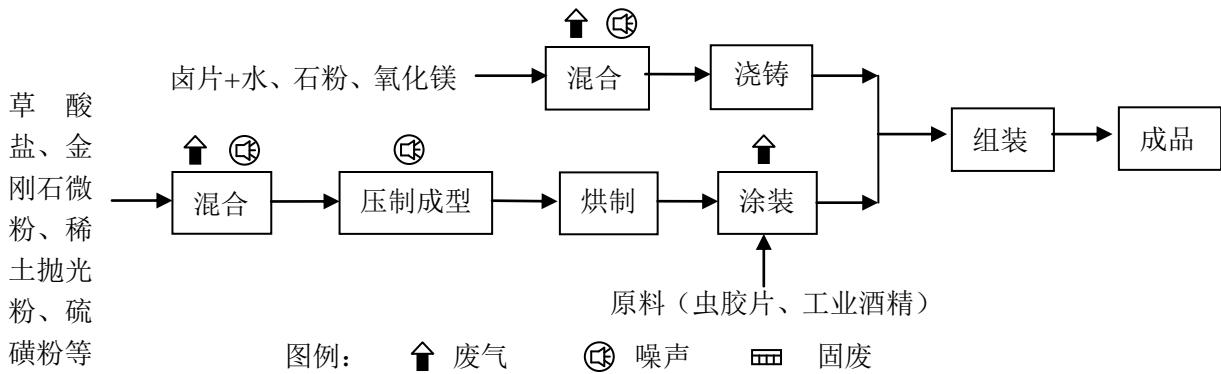 卤片+水、石粉、氧化镁
混合
浇铸
组装
成品
草 酸
盐、金
刚石微
粉、稀
土抛光
粉、硫
磺粉等
混合
压制成型
烘制
涂装
原料（虫胶片、工业酒精）
图例： 废气 噪声 固废